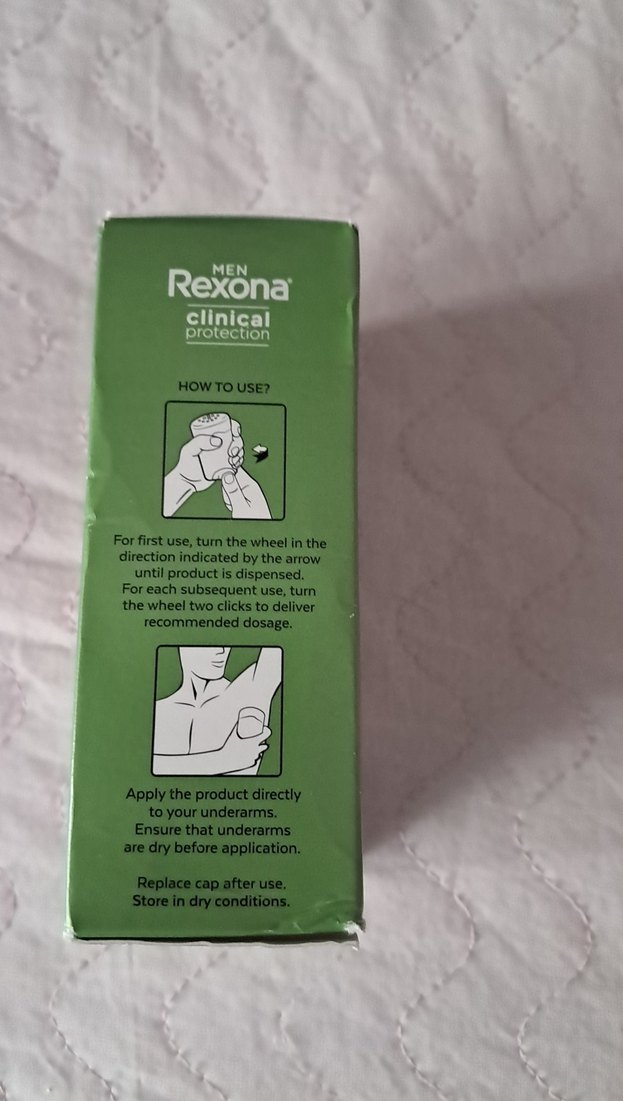 MEN
Rexona®
clinical
protection
HOW TO USE?
For first use, turn the wheel in the
direction indicated by the arrow
until product is dispensed.
For each subsequent use, turn
the wheel two clicks to deliver
recommended dosage.
Apply the product directly
to your underarms.
Ensure that underarms
are dry before application.
Replace cap after use.
Store in dry conditions.